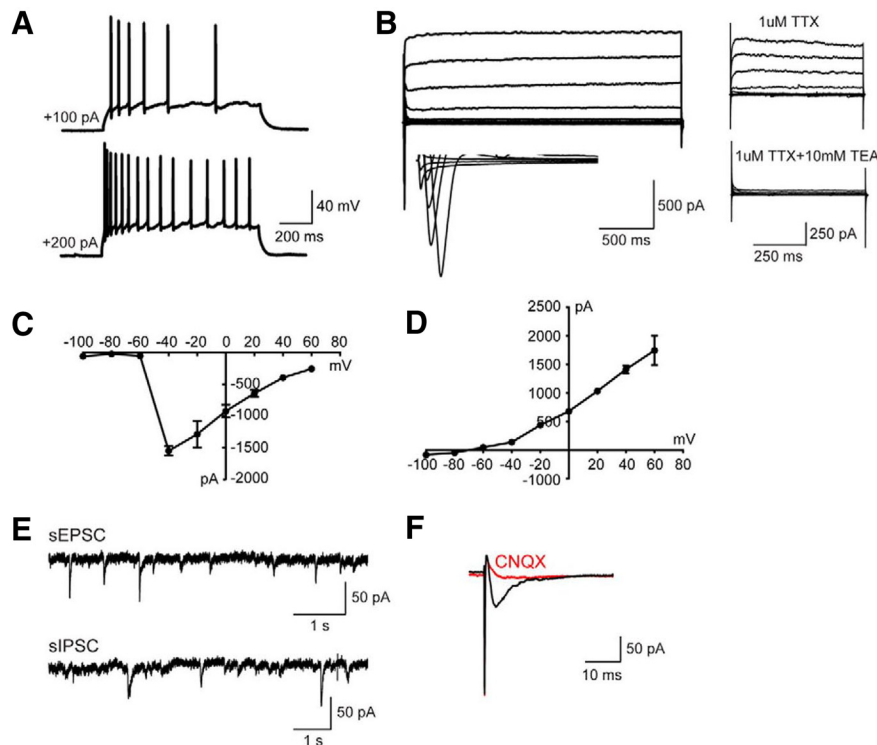 A
+100 pA
+200 pA
40 mV
200 ms
B
500 pA
500 ms
1uM TTX
1uM TTX+10mM TEA
250 pA
250 ms
C
-100 -80 -60 -40 -20 0 20 40 60 80
mV
-500
-1000
-1500
pA -2000
D
2500 pA
2000
1500
1000
500
mV
-100 -80 -60 -40 -20 20 40 60 80
-1000
E
sEPSC
50 pA
1 s
sIPSC
50 pA
1 s
F
CNQX
50 pA
10 ms